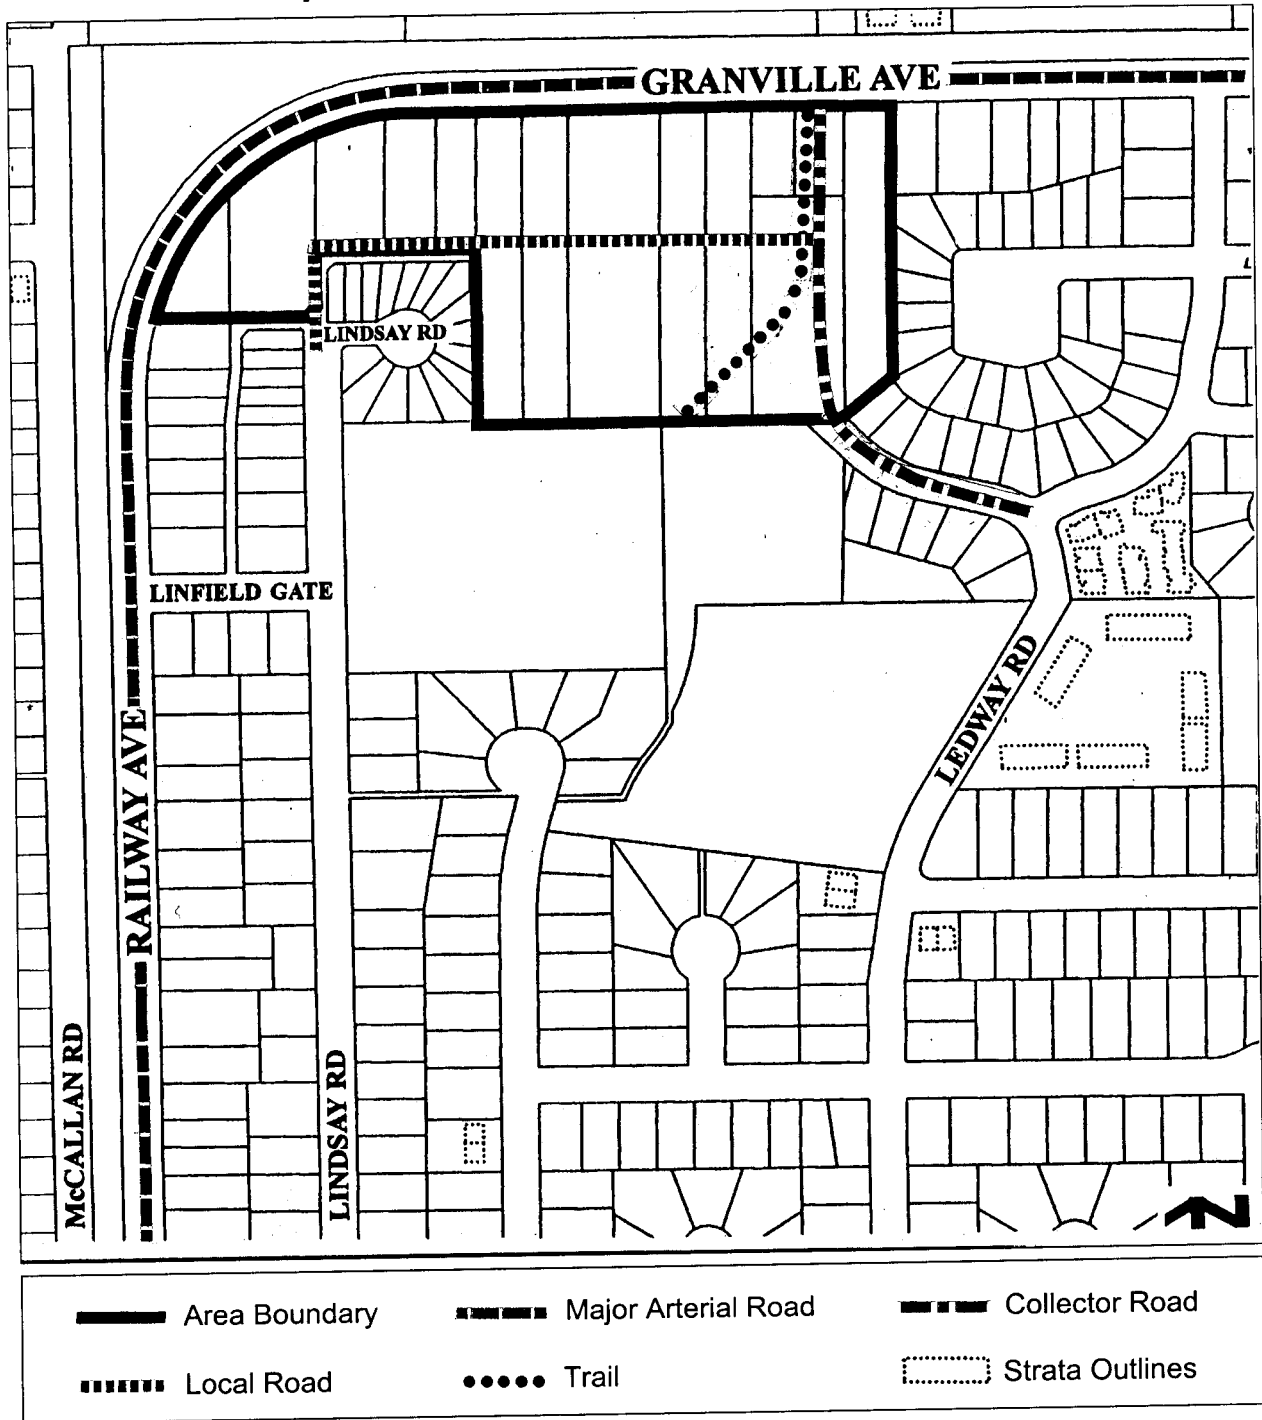 GRANVILLE AVE
LINDSAY RD
LINFIELD GATE
RAILWAY AVE
LEDWAY RD
McCALLAN RD
LINDSAY RD
N
Area Boundary
Major Arterial Road
Collector Road
Local Road
Trail
Strata Outlines